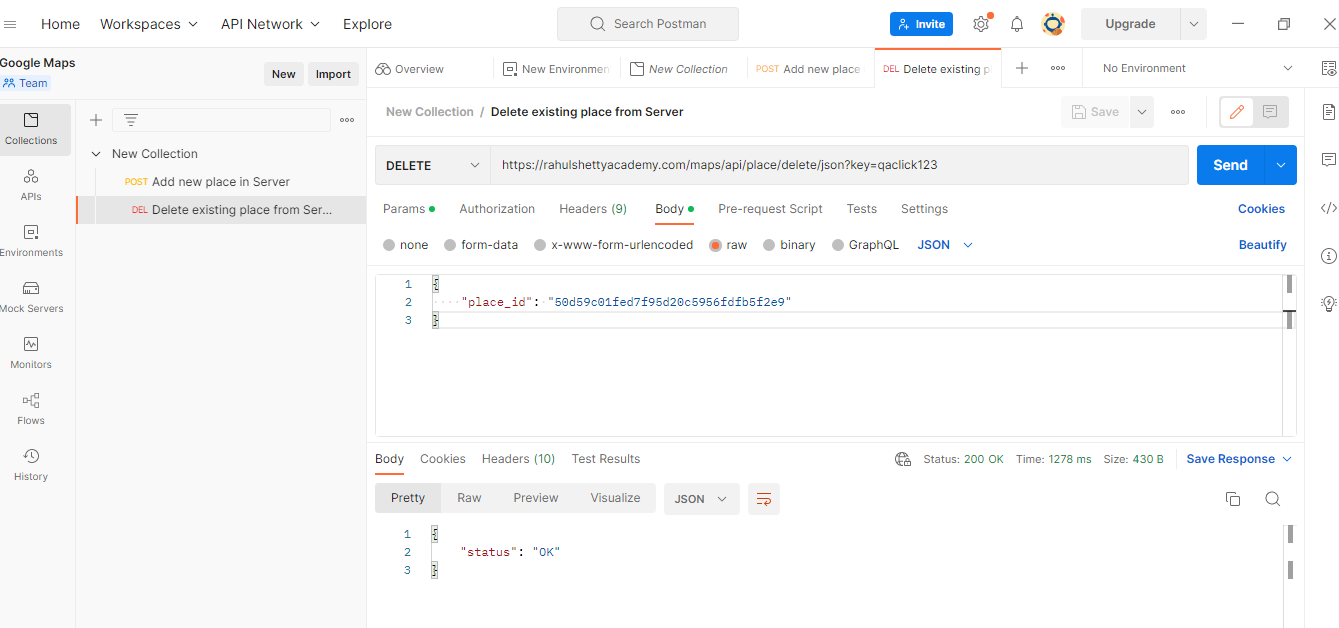 Home Workspaces API Network Explore Search Postman Invite Upgrade
Google Maps
Team
New Import
Overview New Environmen New Collection POST Add new place DEL Delete existing p No Environment
New Collection / Delete existing place from Server Save
Collections
APIs
Environments
Mock Servers
Monitors
Flows
History
New Collection
POST Add new place in Server
DEL Delete existing place from Ser...
DELETE https://rahulshettyacademy.com/maps/api/place/delete/json?key=qaclick123 Send
Params Authorization Headers (9) Body Pre-request Script Tests Settings Cookies
none form-data x-www-form-urlencoded raw binary GraphQL JSON Beautify
1 {
2 "place_id": "50d59c01fed7f95d20c5956fdfb5f2e9"
3 }
Body Cookies Headers (10) Test Results Status: 200 OK Time: 1278 ms Size: 430 B Save Response
Pretty Raw Preview Visualize JSON
1 {
2 "status": "OK"
3 }